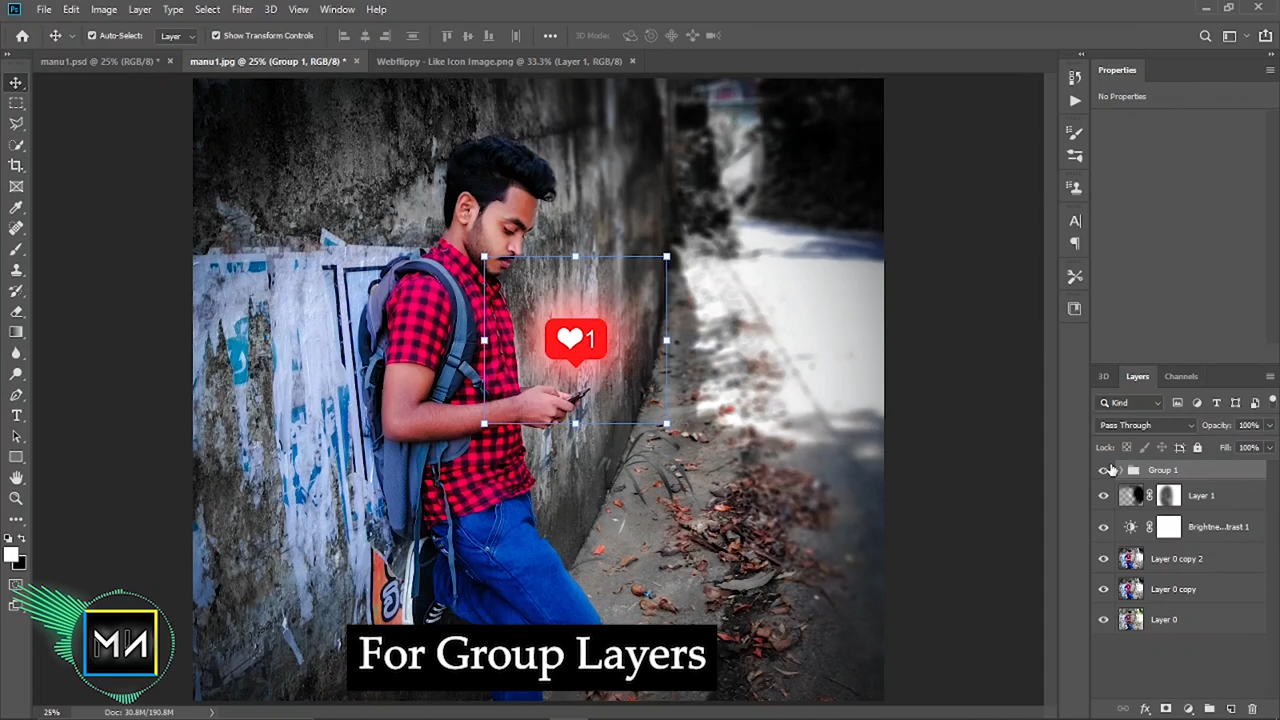 Ps File Edit Image Layer Type Select Filter 3D View Window Help
Auto-Select: Layer Show Transform Controls 3D Mode:
manu1.psd @ 25% (RGB/8) * × manu1.jpg @ 25% (Group 1, RGB/8) * × Webflippy - Like Icon Image.png @ 33.3% (Layer 1, RGB/8) ×
Properties
No Properties
1
3D Layers Channels
Kind
Pass Through Opacity: 100%
Lock: Fill: 100%
Group 1
Layer 1
Brightne...trast 1
Layer 0 copy 2
Layer 0 copy
Layer 0
For Group Layers
25% Doc: 30.8M/190.8M